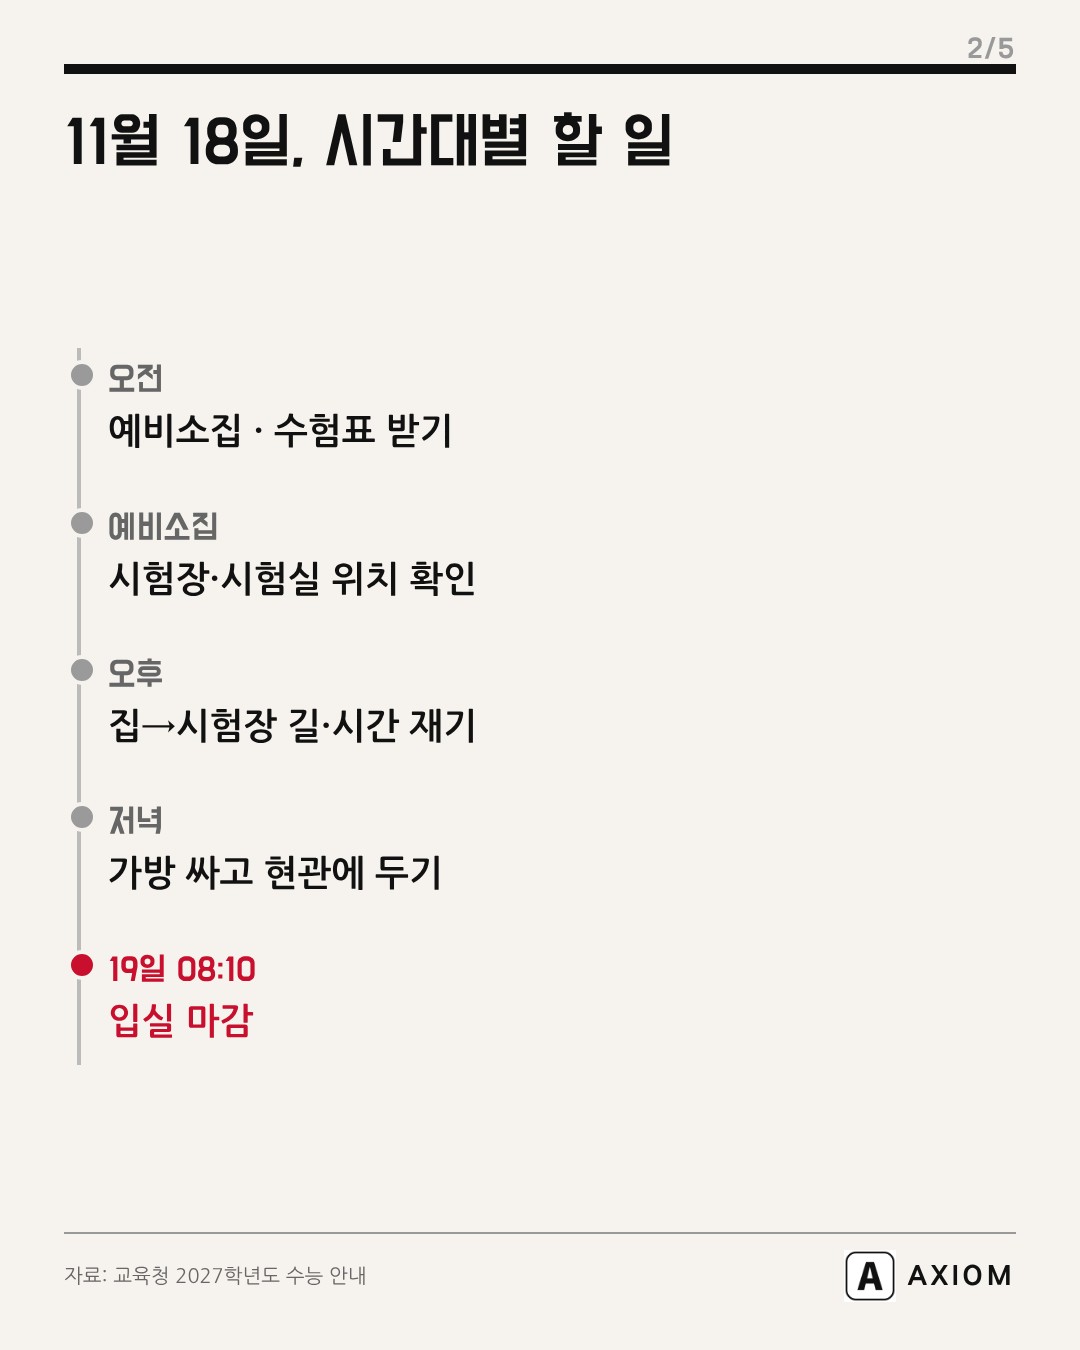 2/5
11월 18일, 시간대별 할 일
오전
예비소집 · 수험표 받기
예비소집
시험장·시험실 위치 확인
오후
집→시험장 길·시간 재기
저녁
가방 싸고 현관에 두기
19일 08:10
입실 마감
자료: 교육청 2027학년도 수능 안내
A AXIOM